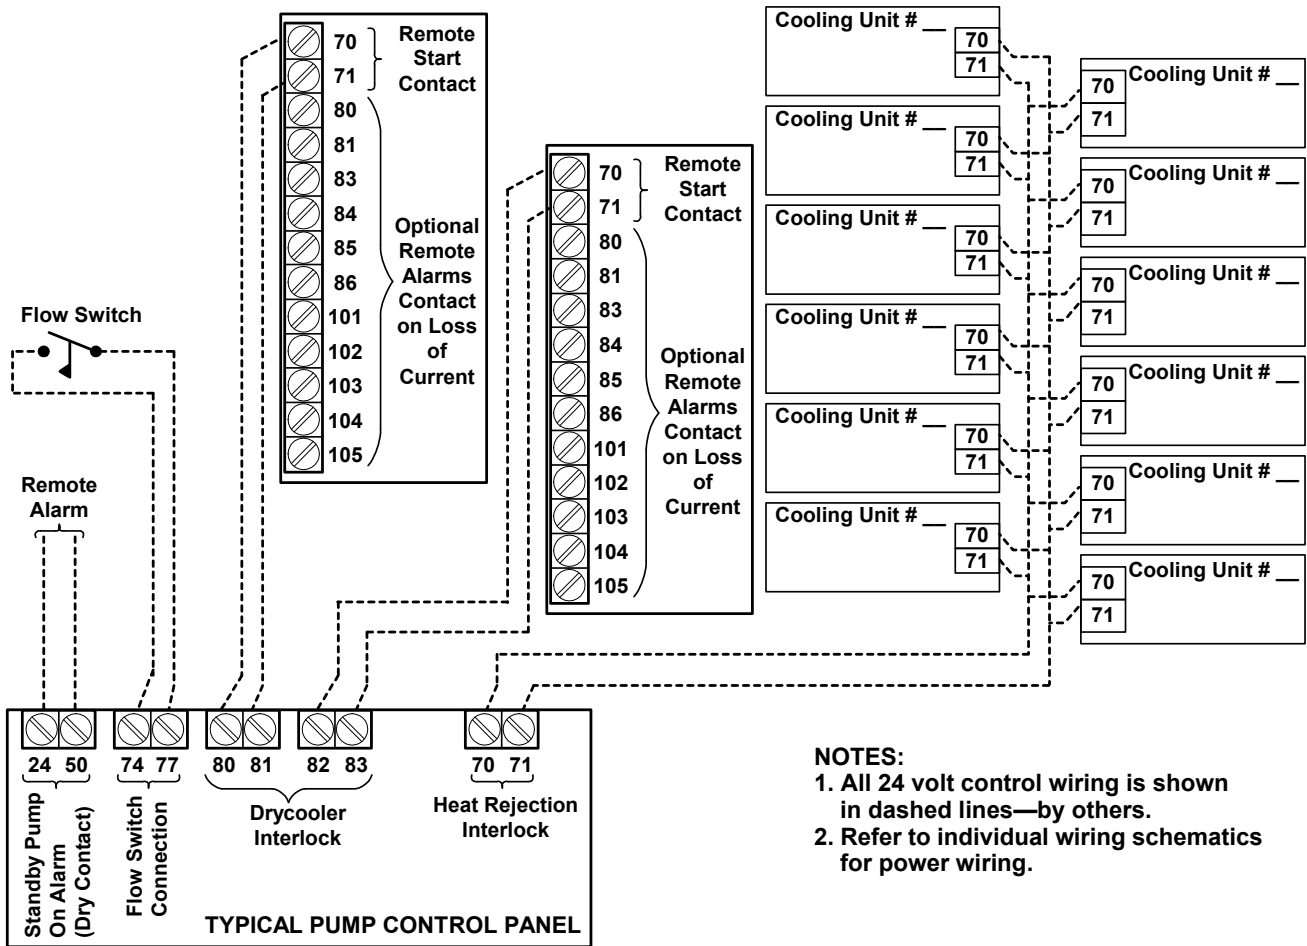 70
71
80
81
83
84
85
86
101
102
103
104
105
Remote
Start
Contact
Optional
Remote
Alarms
Contact
on Loss
of
Current
70
71
80
81
83
84
85
86
101
102
103
104
105
Remote
Start
Contact
Optional
Remote
Alarms
Contact
on Loss
of
Current
Cooling Unit # __
70
71
Cooling Unit # __
70
71
Cooling Unit # __
70
71
Cooling Unit # __
70
71
Cooling Unit # __
70
71
Cooling Unit # __
70
71
Cooling Unit # __
70
71
Cooling Unit # __
70
71
Cooling Unit # __
70
71
Cooling Unit # __
70
71
Cooling Unit # __
70
71
Cooling Unit # __
70
71
Flow Switch
Remote
Alarm
24 50
74 77
80 81
82 83
70 71
Standby Pump
On Alarm
(Dry Contact)
Flow Switch
Connection
Drycooler
Interlock
Heat Rejection
Interlock
TYPICAL PUMP CONTROL PANEL
NOTES:
1. All 24 volt control wiring is shown
in dashed lines—by others.
2. Refer to individual wiring schematics
for power wiring.